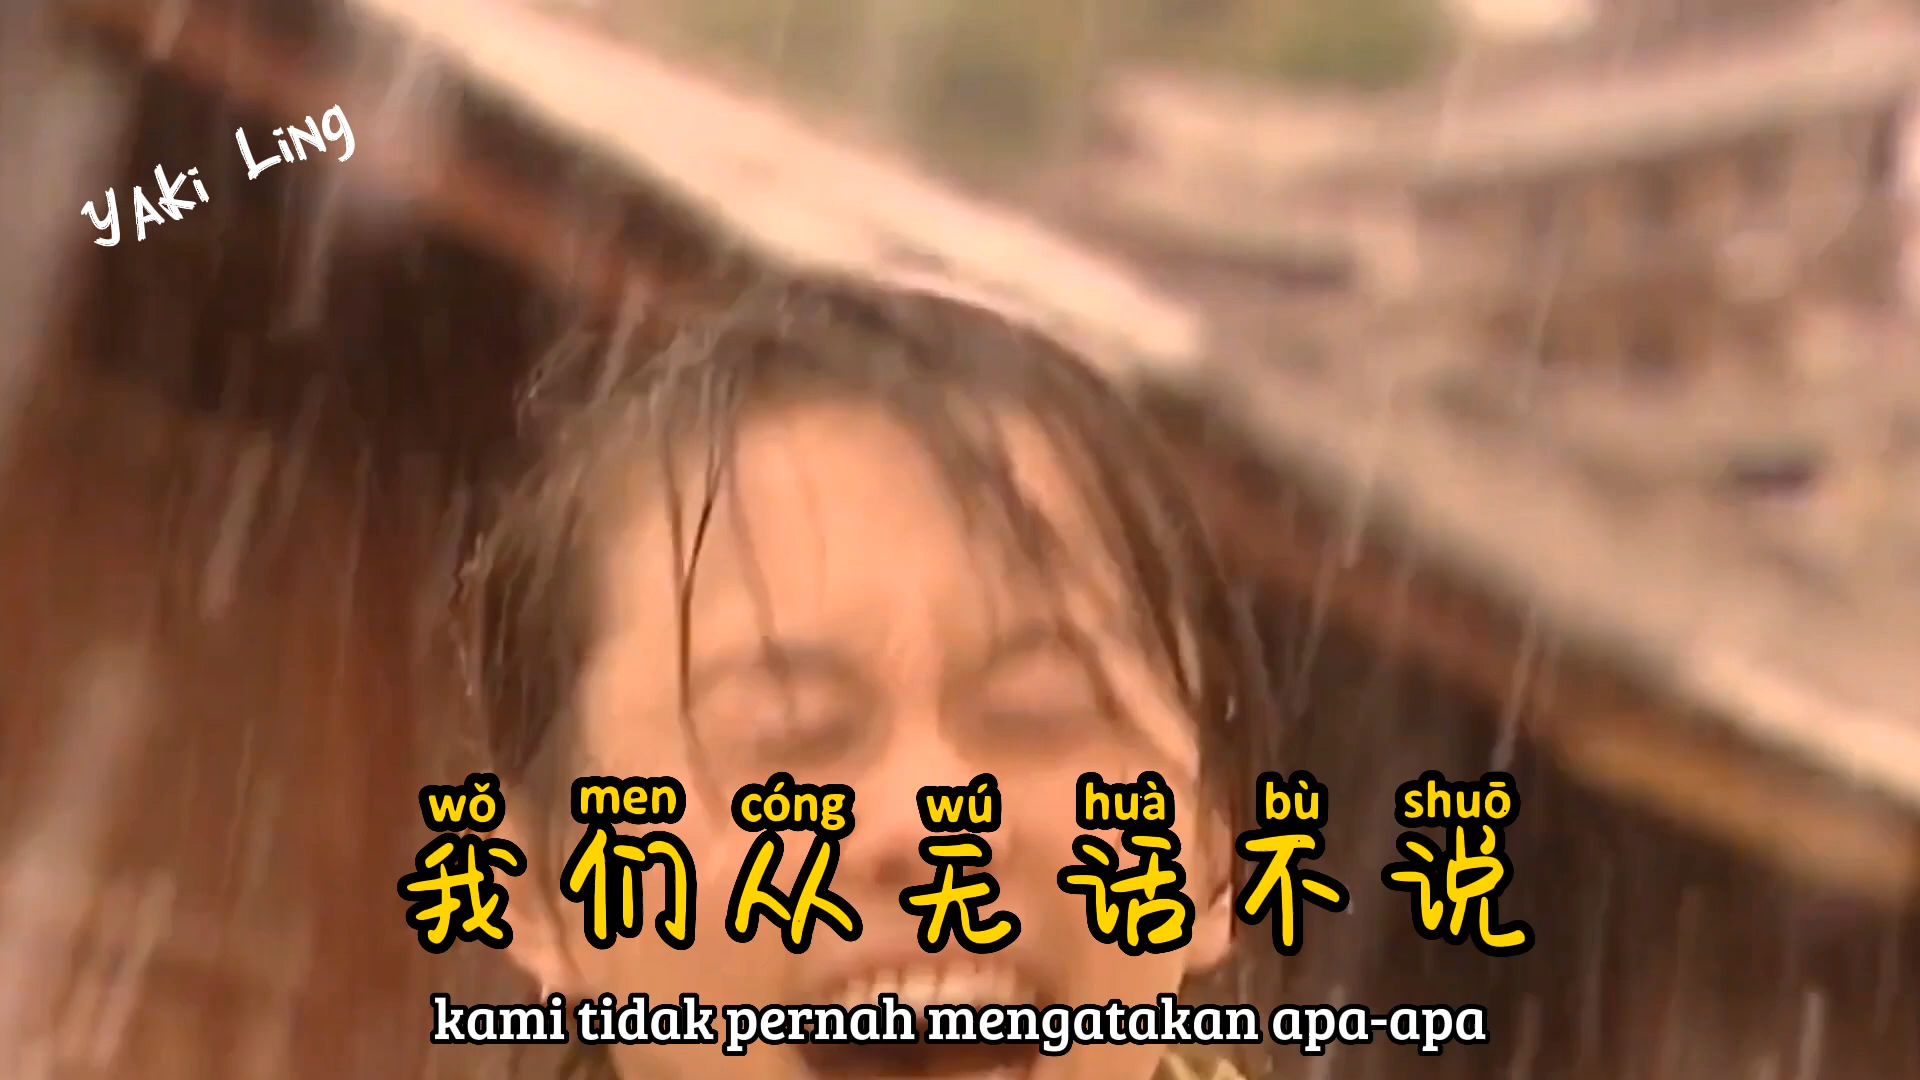 YAKi LiNg
wǒ men cóng wú huà bù shuō
我们从无话不说
kami tidak pernah mengatakan apa-apa